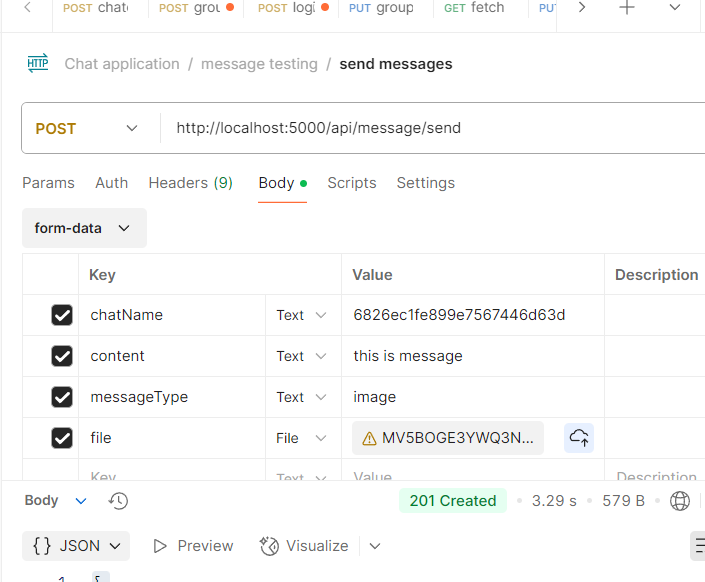 POST chat POST grou POST logi PUT group GET fetch PUT
HTTP Chat application / message testing / send messages
POST http://localhost:5000/api/message/send
Params Auth Headers (9) Body Scripts Settings
form-data
Key Value Description
chatName Text 6826ec1fe899e7567446d63d
content Text this is message
messageType Text image
file File MV5BOGE3YWQ3N...
Key Text Value Description
Body 201 Created • 3.29 s • 579 B
{} JSON Preview Visualize
1 {